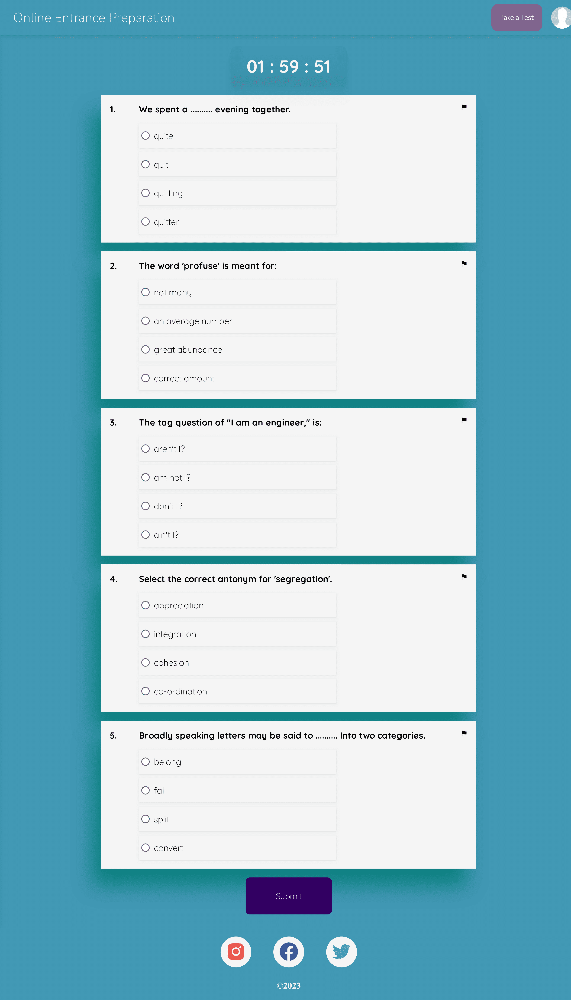 Online Entrance Preparation
Take a Test
01 : 59 : 51
1. We spent a .......... evening together.
quite
quit
quitting
quitter
2. The word 'profuse' is meant for:
not many
an average number
great abundance
correct amount
3. The tag question of "I am an engineer," is:
aren't I?
am not I?
don't I?
ain't I?
4. Select the correct antonym for 'segregation'.
appreciation
integration
cohesion
co-ordination
5. Broadly speaking letters may be said to .......... Into two categories.
belong
fall
split
convert
Submit
©2023